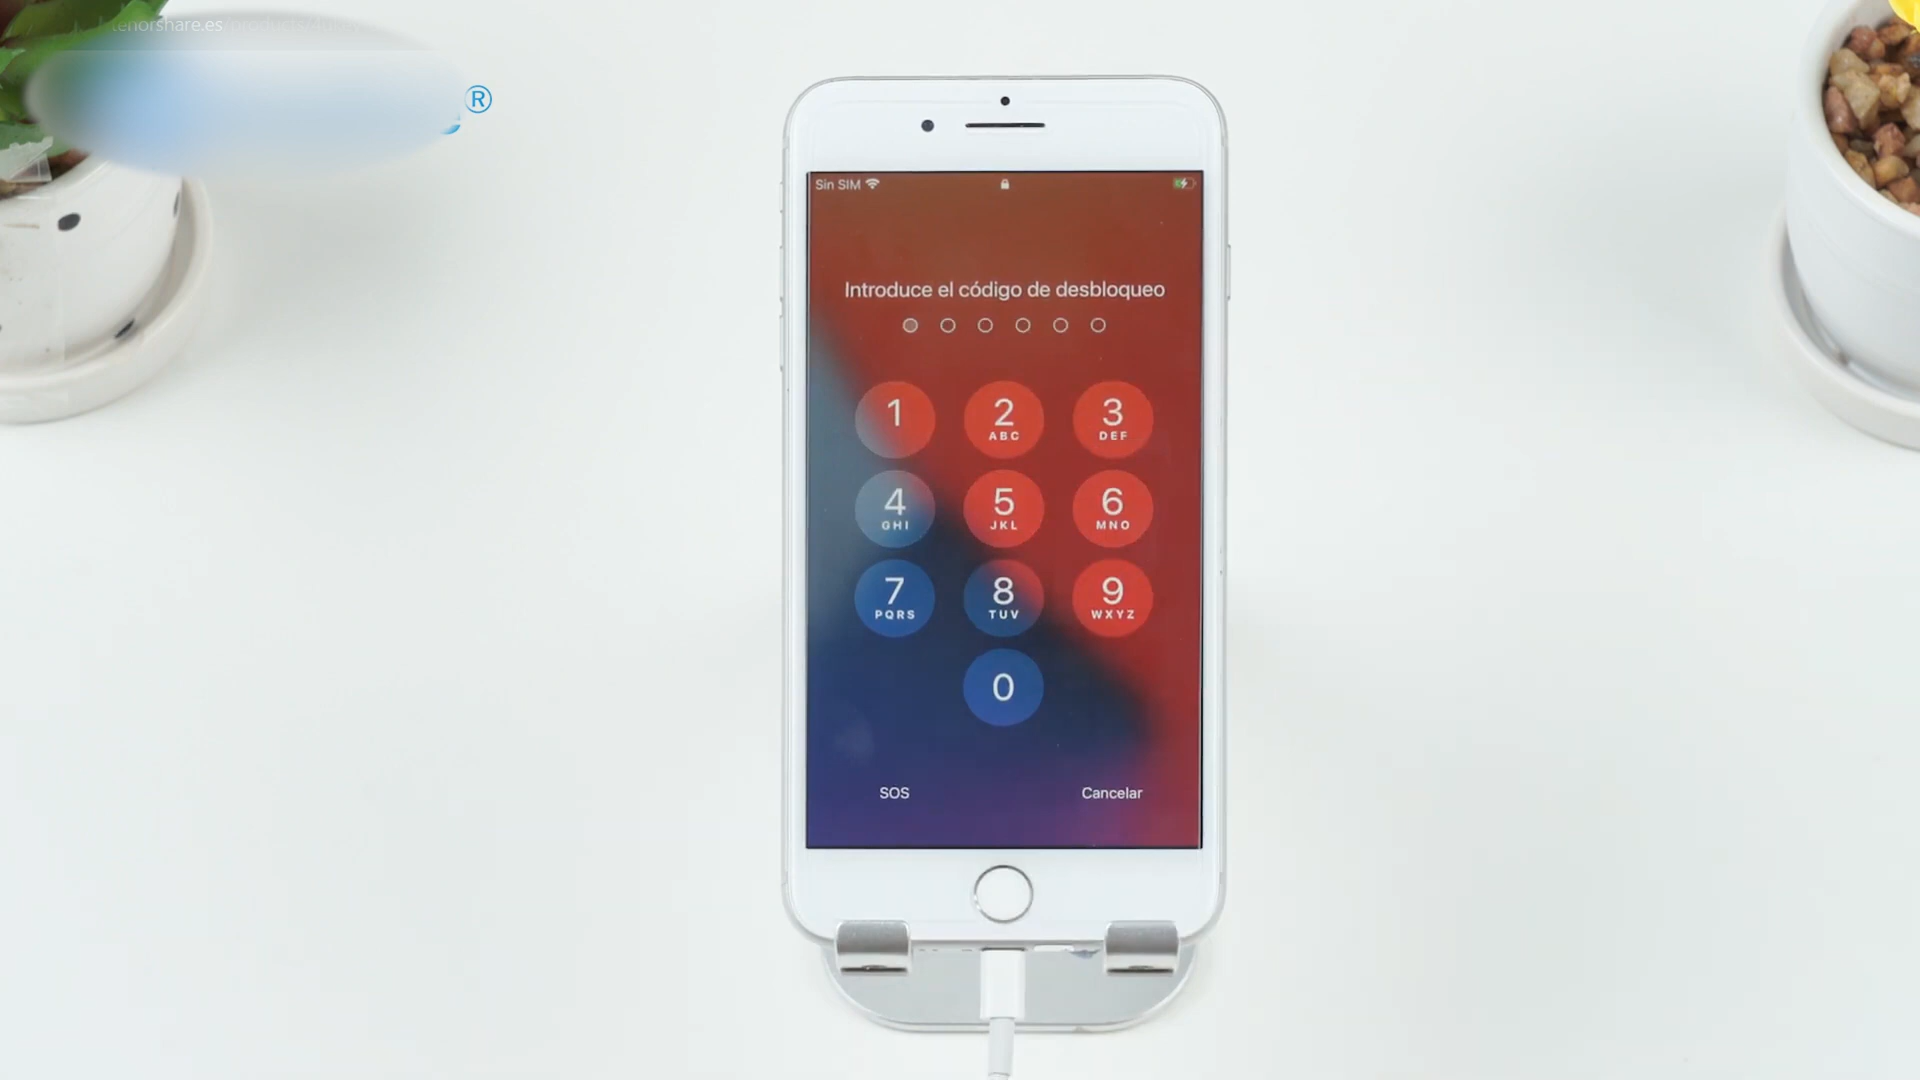 tenorshare.es/products/
®
Sin SIM
Introduce el código de desbloqueo
1
2
ABC
3
DEF
4
GHI
5
JKL
6
MNO
7
PQRS
8
TUV
9
WXYZ
0
SOS
Cancelar